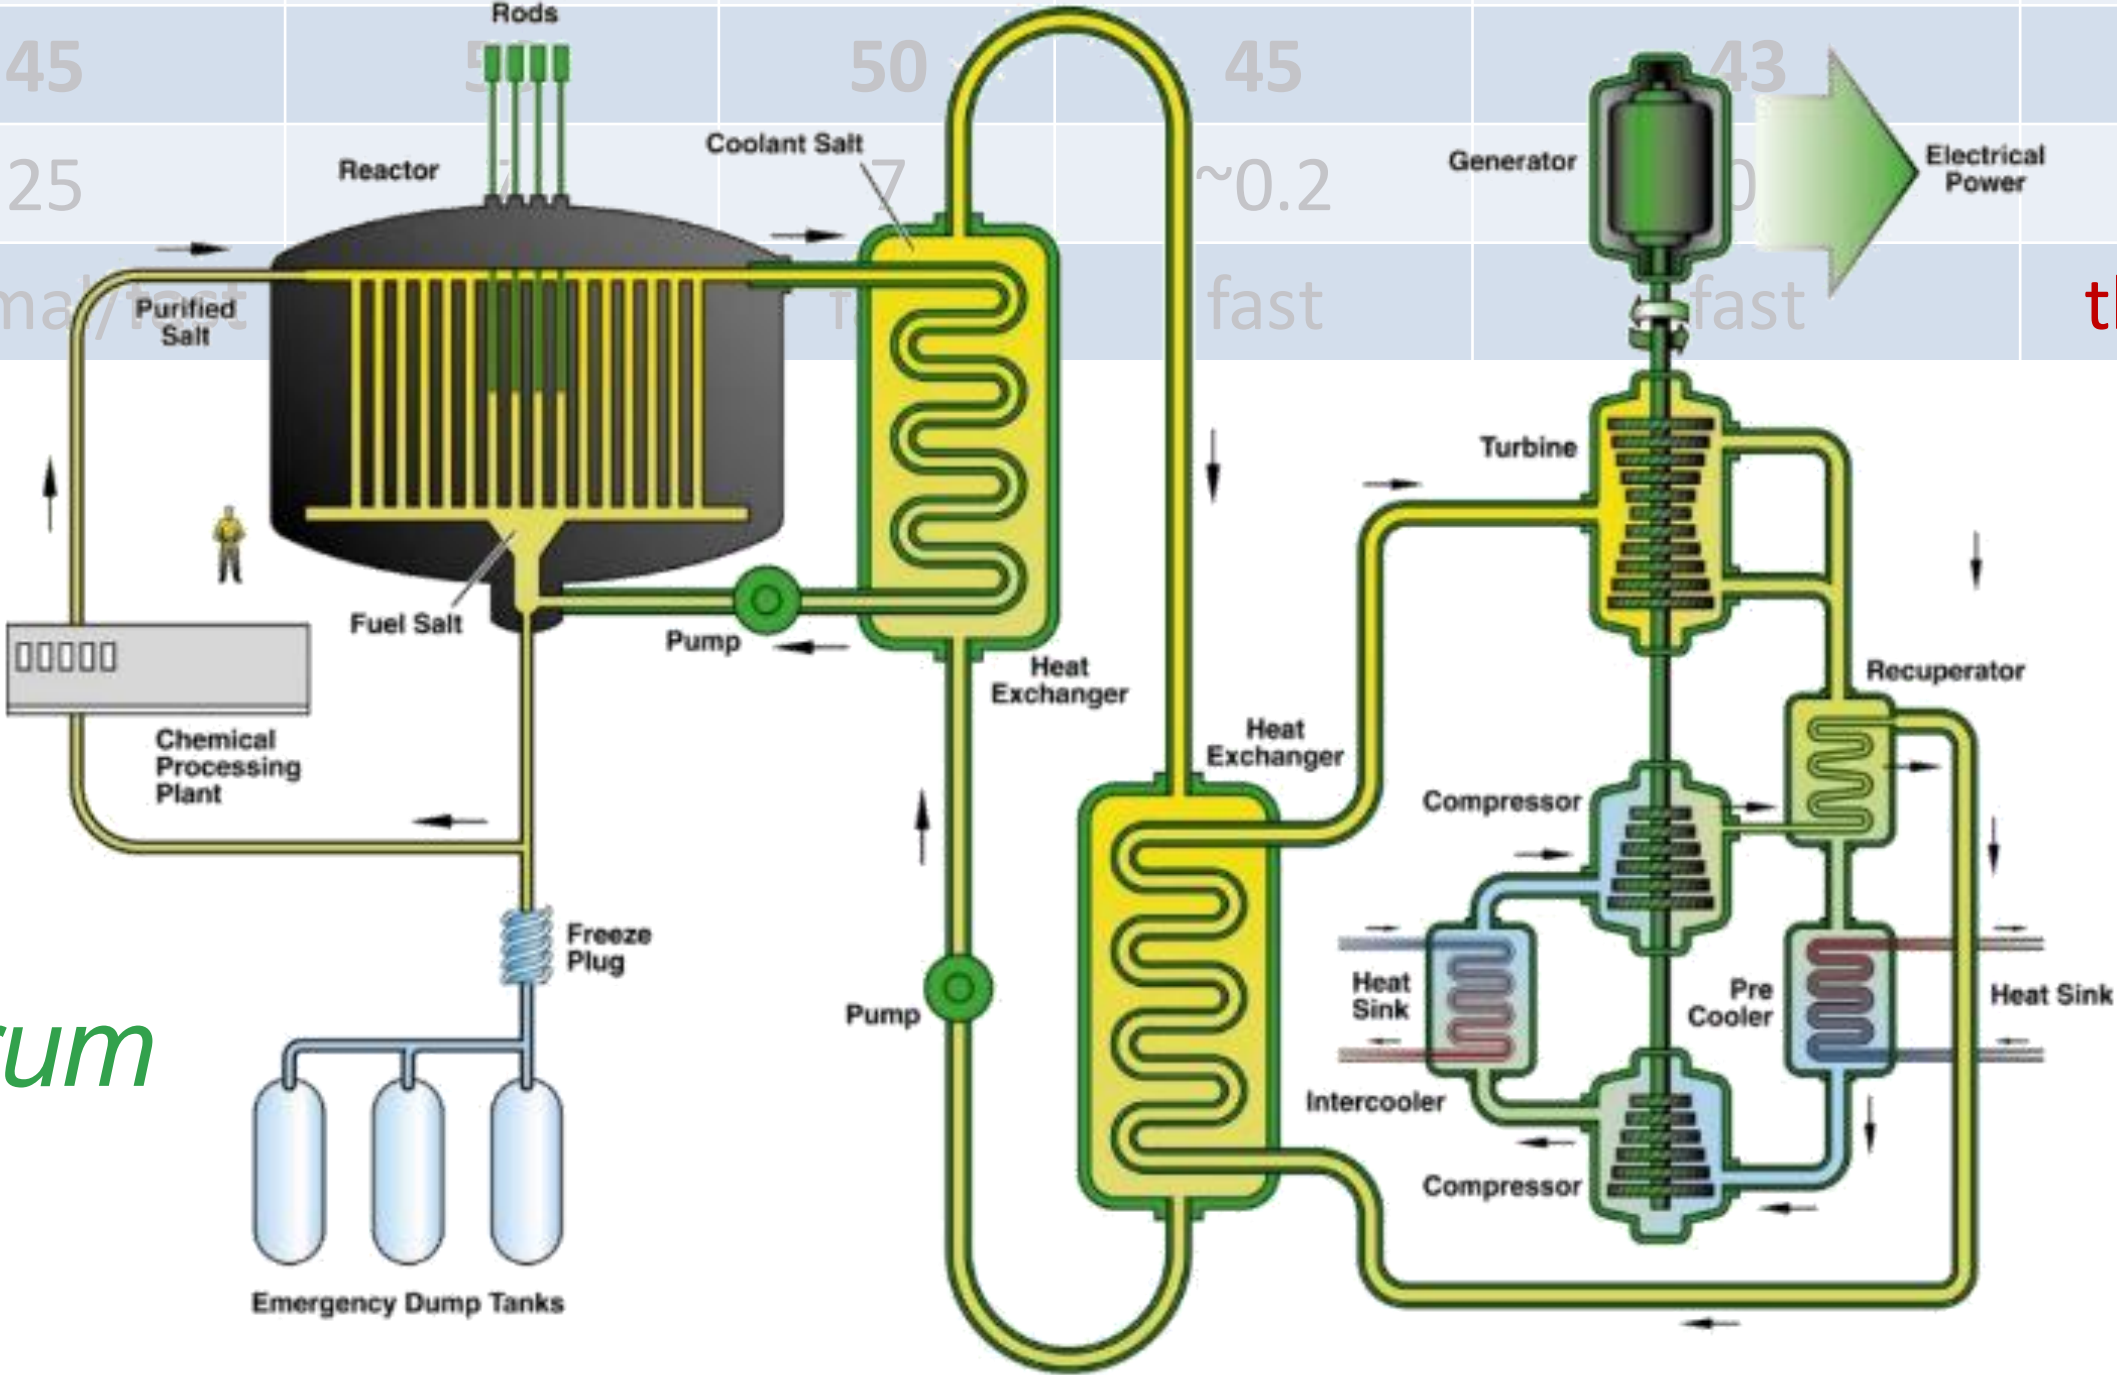 Rods
45
50
45
43
Coolant Salt
Reactor
Generator
Electrical
Power
25
7
~0.2
0
Purified
Salt
fast
fast
Turbine
Fuel Salt
Pump
Heat
Exchanger
Recuperator
Chemical
Processing
Plant
Heat
Exchanger
Compressor
Freeze
Plug
Heat
Sink
Pre
Cooler
Heat Sink
Pump
Intercooler
Compressor
Emergency Dump Tanks